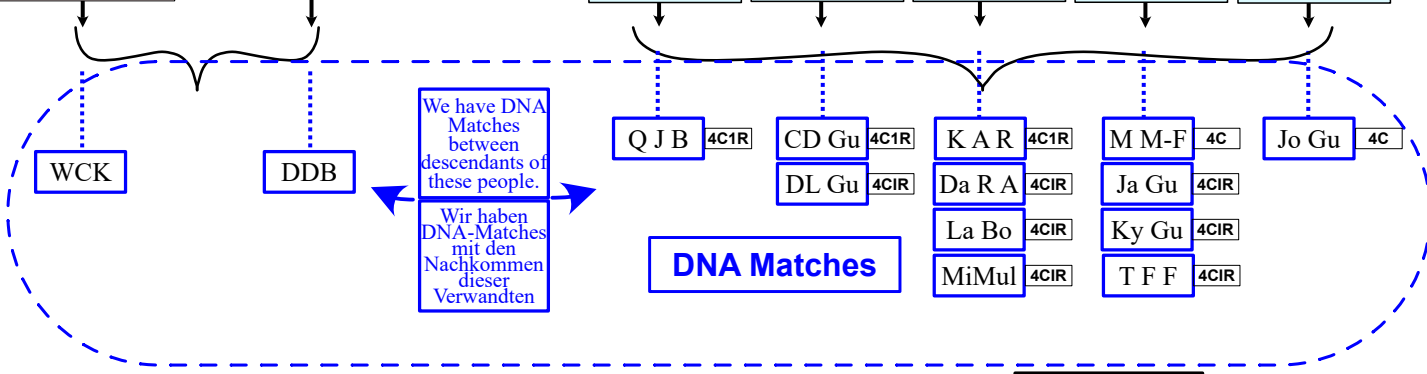 WCK
DDB
We have DNA
Matches
between
descendants of
these people.
Wir haben
DNA-Matches
mit den
Nachkommen
dieser
Verwandten
Q J B 4C1R
CD Gu 4C1R
DL Gu 4CIR
DNA Matches
K A R 4C1R
Da R A 4CIR
La Bo 4CIR
MiMul 4CIR
M M-F 4C
Ja Gu 4CIR
Ky Gu 4CIR
T F F 4CIR
Jo Gu 4C